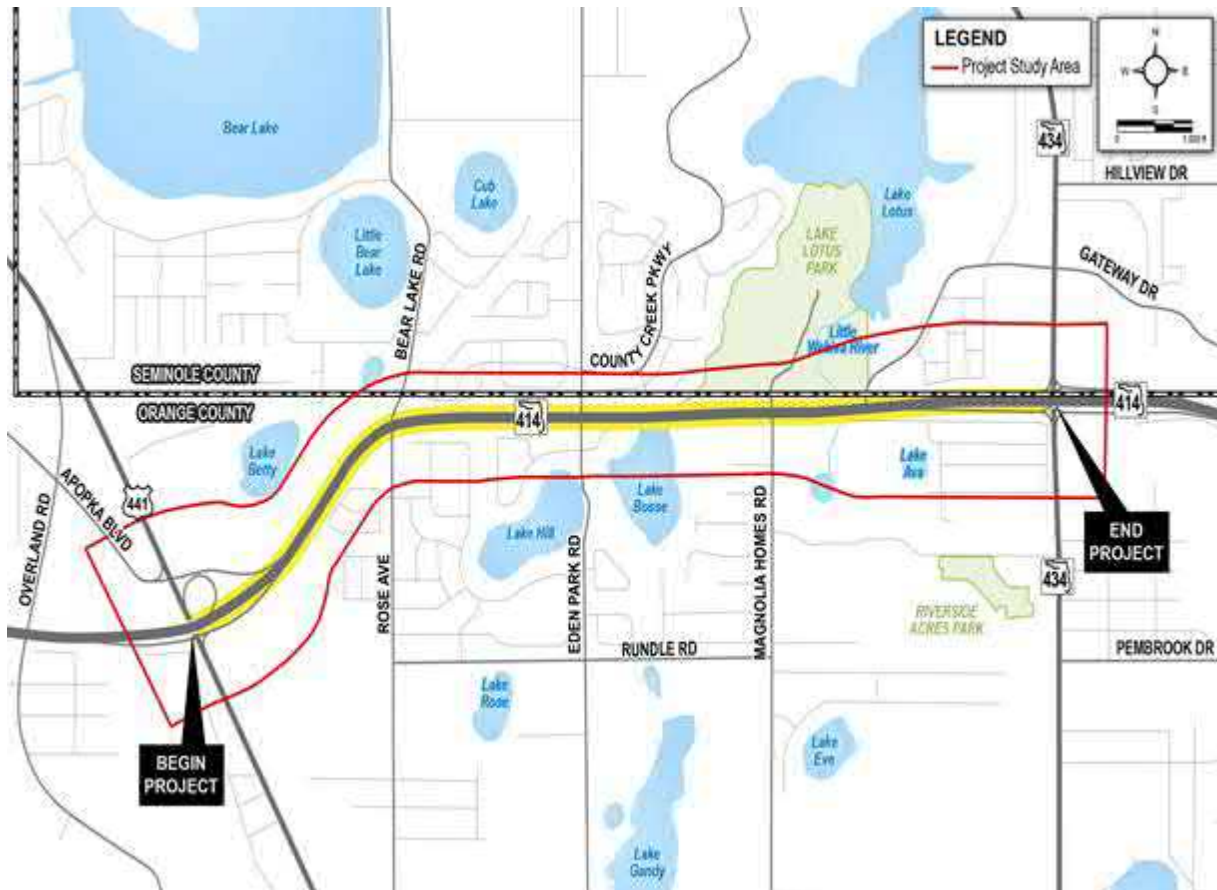 LEGEND
Project Study Area
N
W
E
S
0
434
HILLVIEW DR
Bear Lake
Cub
Lake
Lake
Lotus
Little
Bear
Lake
LAKE
LOTUS
PARK
BEAR LAKE RD
COUNTY CREEK PKWY
GATEWAY DR
Little
River
SEMINOLE COUNTY
ORANGE COUNTY
414
414
Lake
Betty
Lake
Ava
441
APOPKA BLVD
OVERLAND RD
Lake
Bosse
Lake Hill
END
PROJECT
ROSE AVE
EDEN PARK RD
MAGNOLIA HOMES RD
434
RIVERSIDE
ACRES PARK
RUNDLE RD
PEMBROOK DR
Lake
Rose
BEGIN
PROJECT
Lake
Eve
Lake
Gandy